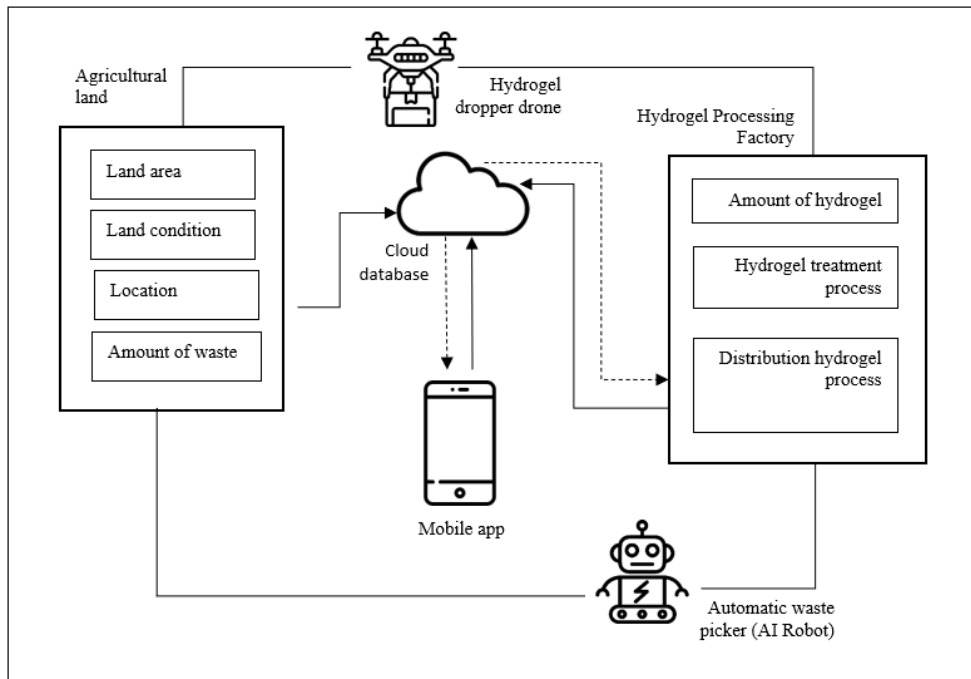 Agricultural
land
Hydrogel
dropper drone
Hydrogel Processing
Factory
Land area
Land condition
Location
Amount of waste
Cloud
database
Amount of hydrogel
Hydrogel treatment
process
Distribution hydrogel
process
Mobile app
Automatic waste
picker (AI Robot)